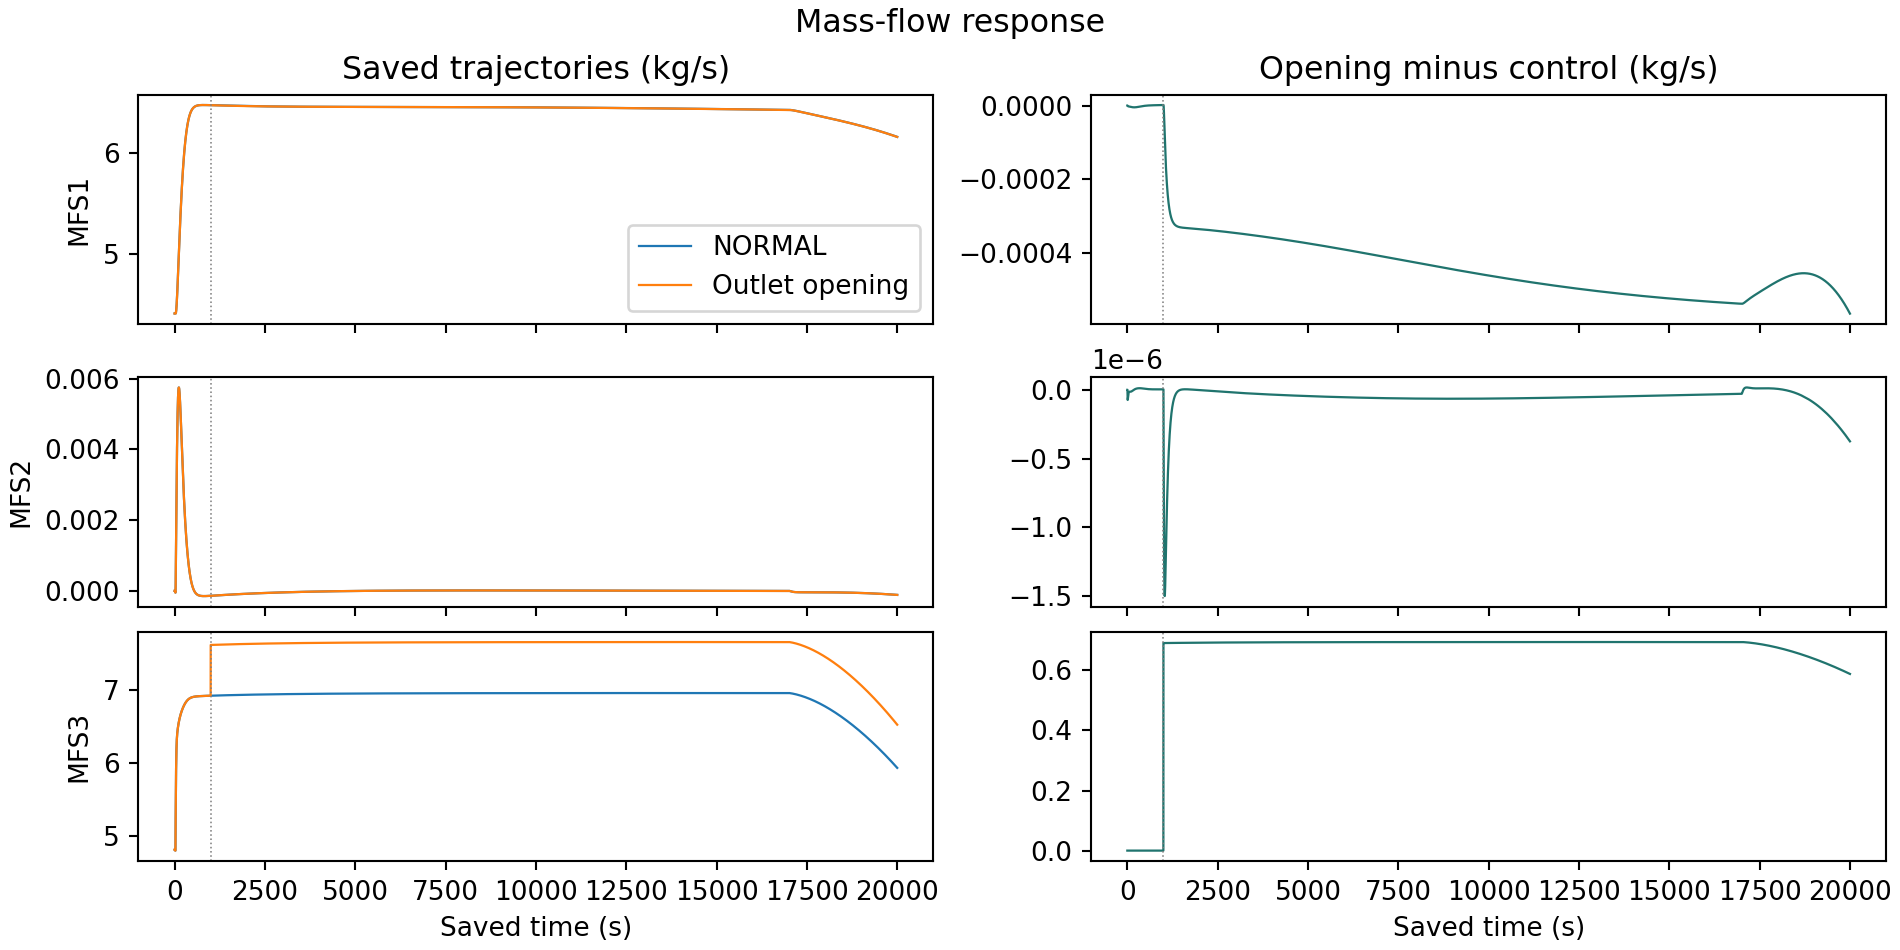 Mass-flow response
Saved trajectories (kg/s)
Opening minus control (kg/s)
MFS1
6
5
NORMAL
Outlet opening
0.0000
−0.0002
−0.0004
MFS2
0.006
0.004
0.002
0.000
1e−6
0.0
−0.5
−1.0
−1.5
MFS3
7
6
5
0 2500 5000 7500 10000 12500 15000 17500 20000
Saved time (s)
0.6
0.4
0.2
0.0
0 2500 5000 7500 10000 12500 15000 17500 20000
Saved time (s)